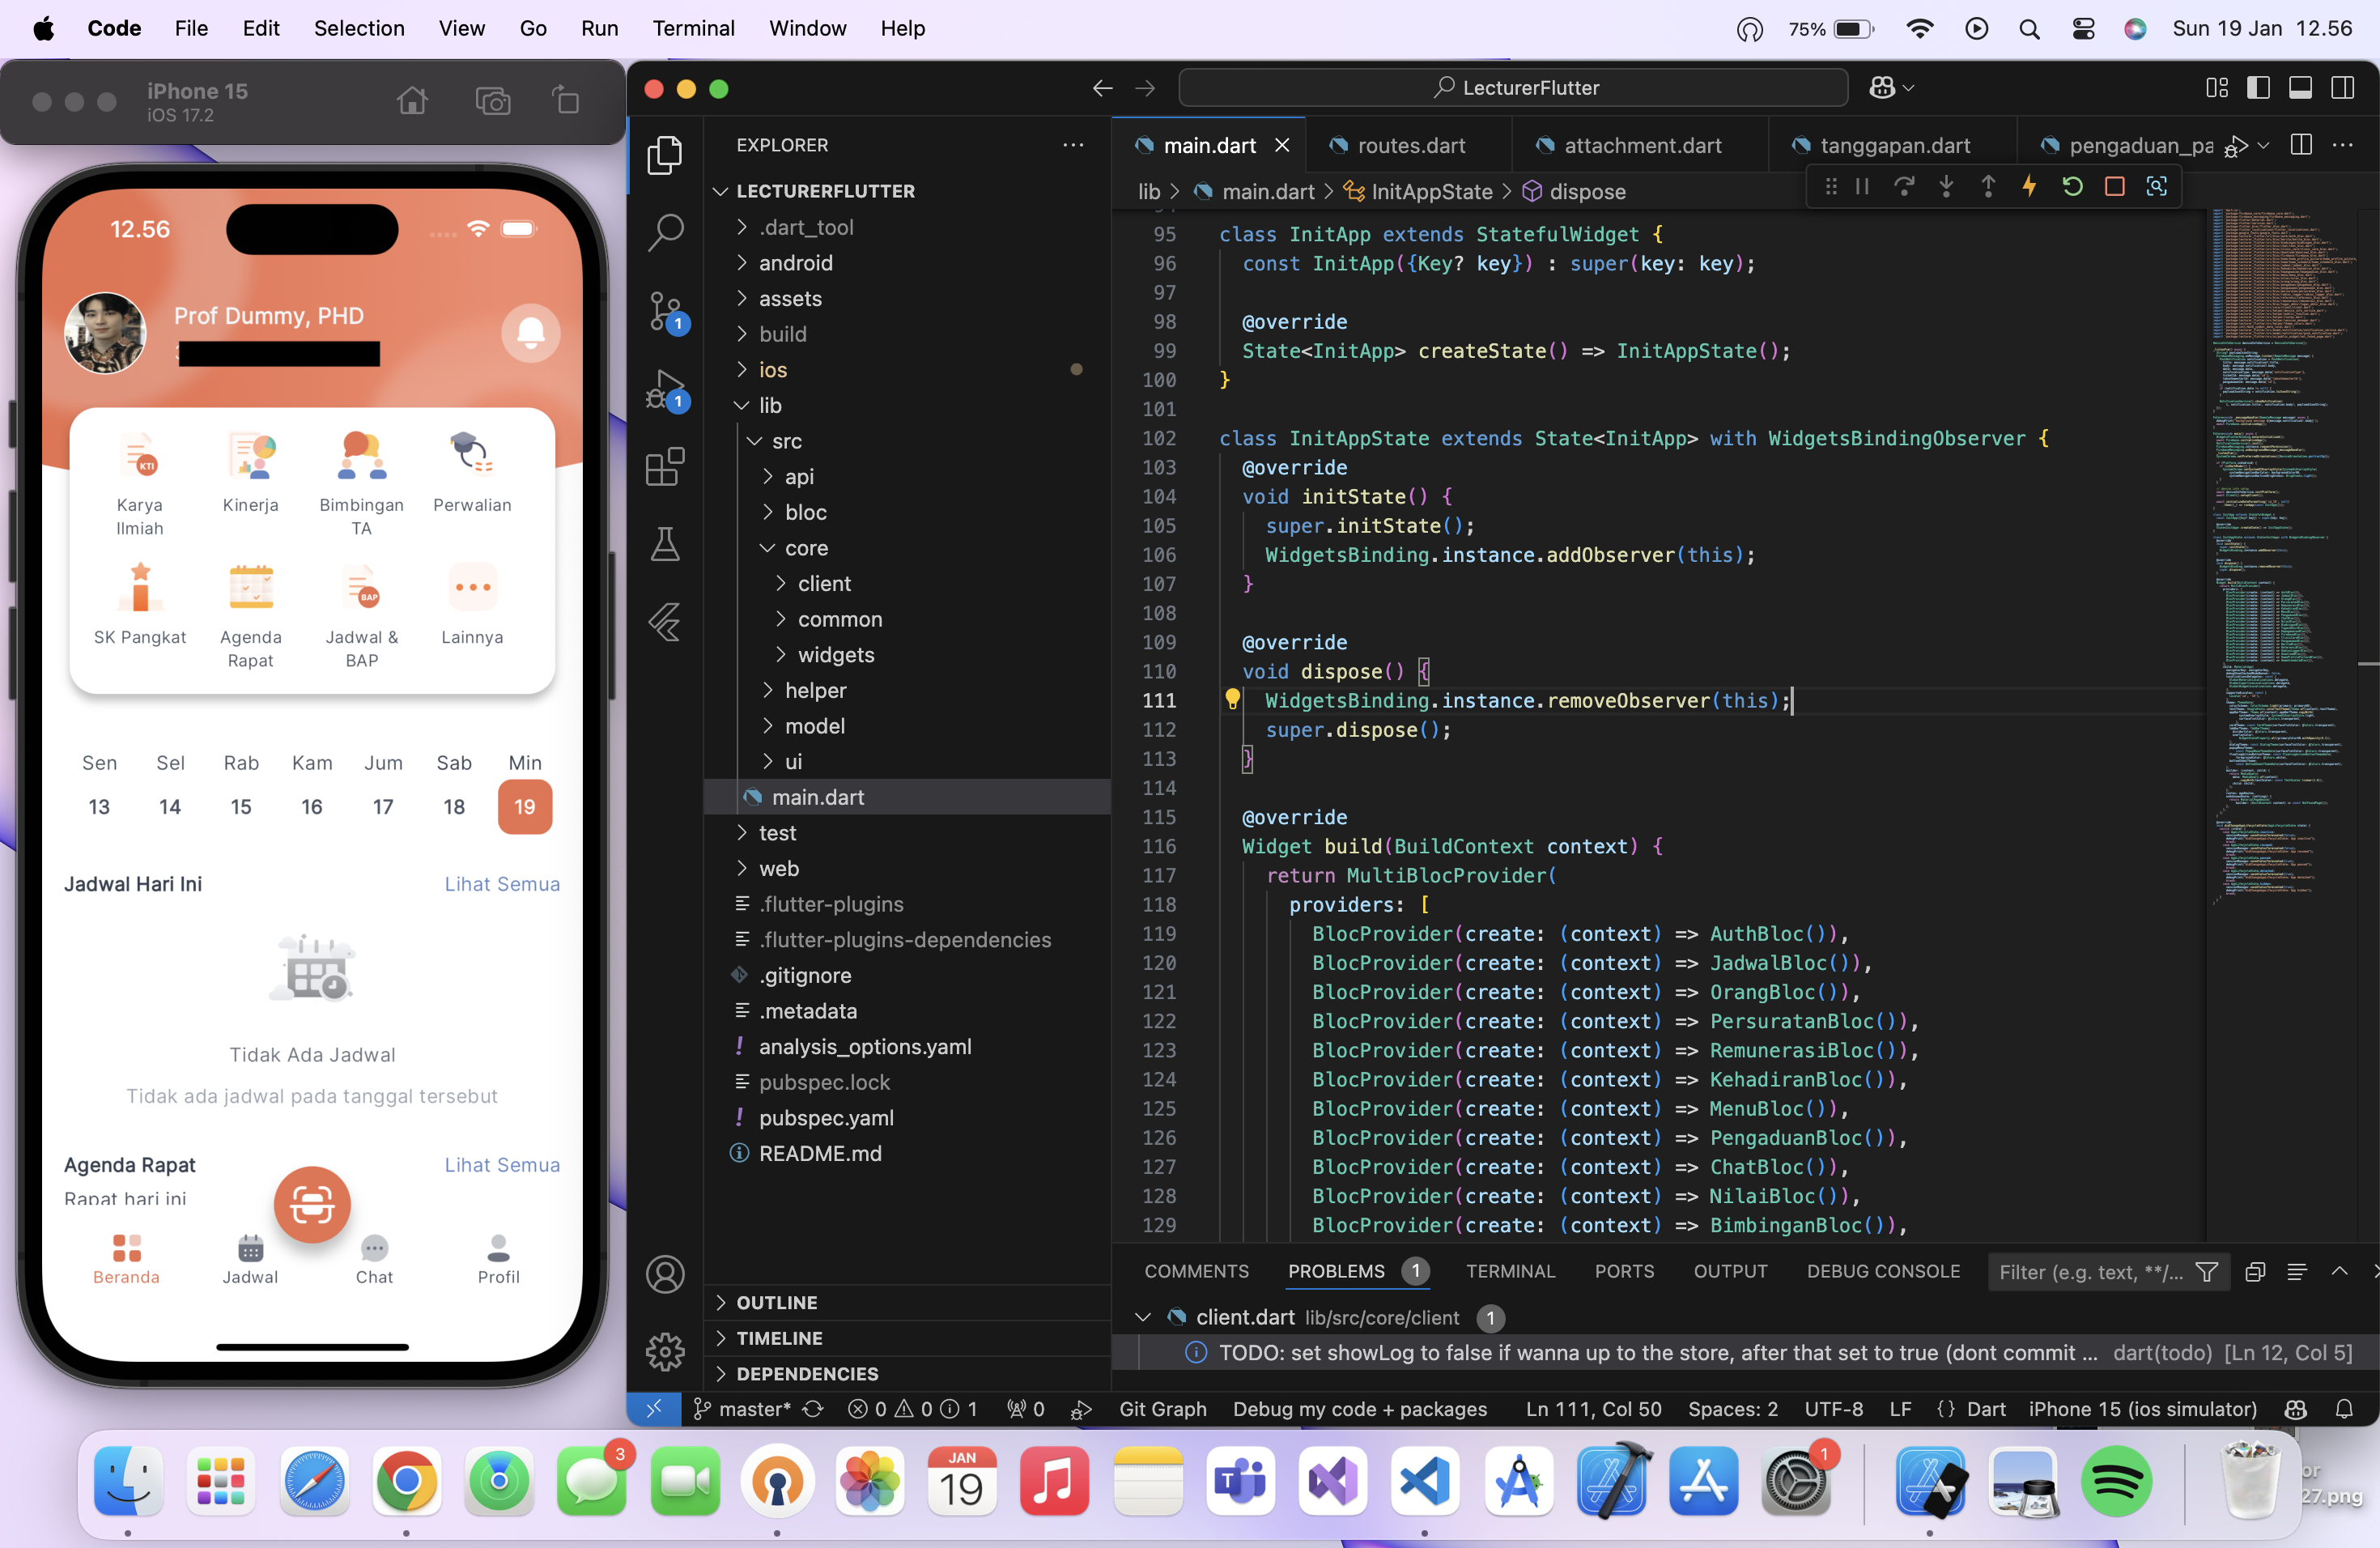 Code File Edit Selection View Go Run Terminal Window Help
75% Sun 19 Jan 12.56
iPhone 15
iOS 17.2
12.56
Prof Dummy, PHD
KTI
Karya Ilmiah
Kinerja
Bimbingan TA
Perwalian
SK Pangkat
Agenda Rapat
BAP
Jadwal & BAP
Lainnya
Sen Sel Rab Kam Jum Sab Min
13 14 15 16 17 18 19
Jadwal Hari Ini Lihat Semua
Tidak Ada Jadwal
Tidak ada jadwal pada tanggal tersebut
Agenda Rapat Lihat Semua
Rapat hari ini
Beranda Jadwal Chat Profil
LecturerFlutter
1
1
EXPLORER
LECTURERFLUTTER
.dart_tool
android
assets
build
ios
lib
src
api
bloc
core
client
common
widgets
helper
model
ui
main.dart
test
web
.flutter-plugins
.flutter-plugins-dependencies
.gitignore
.metadata
! analysis_options.yaml
pubspec.lock
! pubspec.yaml
README.md
OUTLINE
TIMELINE
DEPENDENCIES
main.dart routes.dart attachment.dart tanggapan.dart pengaduan_pa
lib > main.dart > InitAppState > dispose
95 class InitApp extends StatefulWidget {
96 const InitApp({Key? key}) : super(key: key);
97
98 @override
99 State<InitApp> createState() => InitAppState();
100 }
101
102 class InitAppState extends State<InitApp> with WidgetsBindingObserver {
103 @override
104 void initState() {
105 super.initState();
106 WidgetsBinding.instance.addObserver(this);
107 }
108
109 @override
110 void dispose() {
111 WidgetsBinding.instance.removeObserver(this);
112 super.dispose();
113 }
114
115 @override
116 Widget build(BuildContext context) {
117 return MultiBlocProvider(
118 providers: [
119 BlocProvider(create: (context) => AuthBloc()),
120 BlocProvider(create: (context) => JadwalBloc()),
121 BlocProvider(create: (context) => OrangBloc()),
122 BlocProvider(create: (context) => PersuratanBloc()),
123 BlocProvider(create: (context) => RemunerasiBloc()),
124 BlocProvider(create: (context) => KehadiranBloc()),
125 BlocProvider(create: (context) => MenuBloc()),
126 BlocProvider(create: (context) => PengaduanBloc()),
127 BlocProvider(create: (context) => ChatBloc()),
128 BlocProvider(create: (context) => NilaiBloc()),
129 BlocProvider(create: (context) => BimbinganBloc()),
COMMENTS PROBLEMS 1 TERMINAL PORTS OUTPUT DEBUG CONSOLE Filter (e.g. text, **/...
client.dart lib/src/core/client 1
TODO: set showLog to false if wanna up to the store, after that set to true (dont commit ... dart(todo) [Ln 12, Col 5]
master* 0 0 1 0 Git Graph Debug my code + packages Ln 111, Col 50 Spaces: 2 UTF-8 LF {} Dart iPhone 15 (ios simulator)
3
JAN
19
1
or
27.png